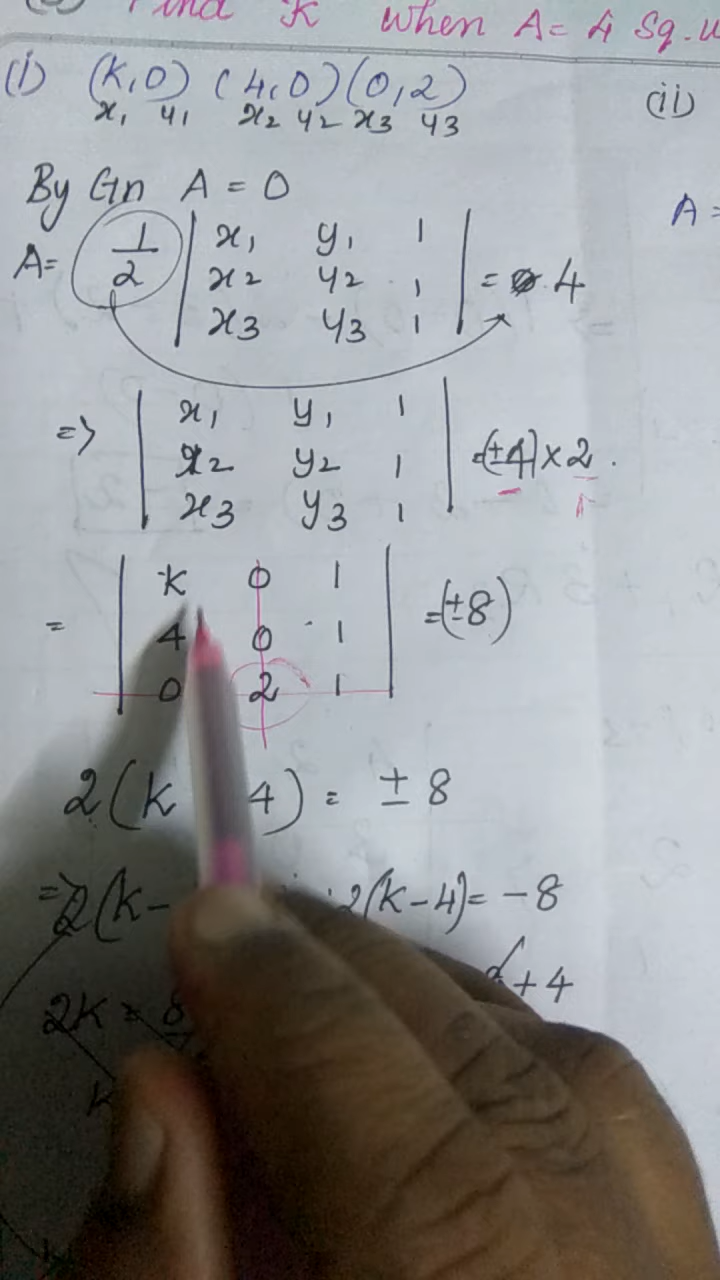 Find K When A = 4 Sq.u
(i) (K,0) (4,0) (0,2) (ii)
x₁ y₁ x₂ y₂ x₃ y₃
By Gn A = 0
A = 1/2 | x₁ y₁ 1 | = 4
| x₂ y₂ 1 |
| x₃ y₃ 1 |
A =
=> | x₁ y₁ 1 | = (±4) × 2.
| x₂ y₂ 1 |
| x₃ y₃ 1 |
= | K 0 1 | = (±8)
| 4 0 1 |
| 0 2 1 |
2(K 4) = ± 8
=> 2(K- 2(K-4) = -8
2K = 8 + 4
K